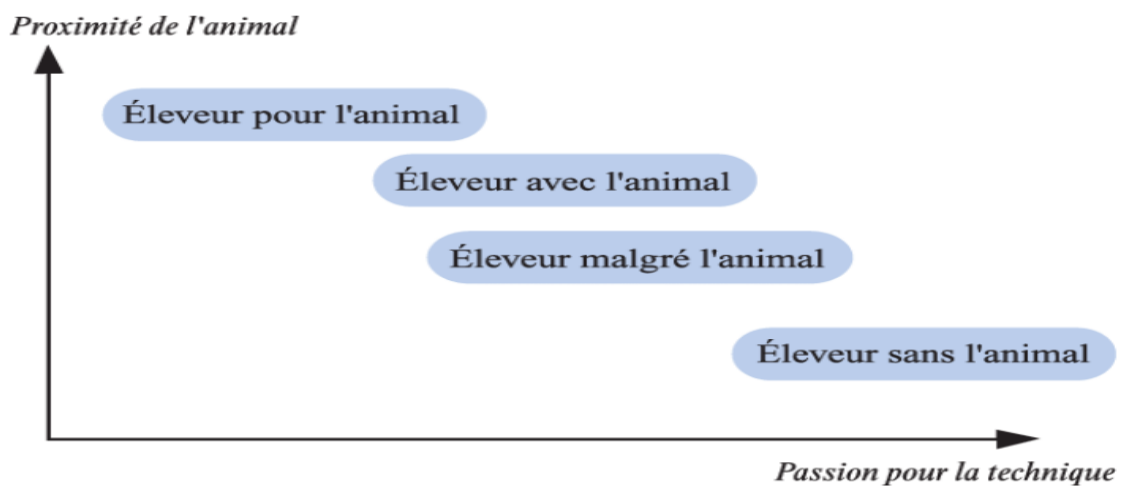 Proximité de l'animal
Éleveur pour l'animal
Éleveur avec l'animal
Éleveur malgré l'animal
Éleveur sans l'animal
Passion pour la technique